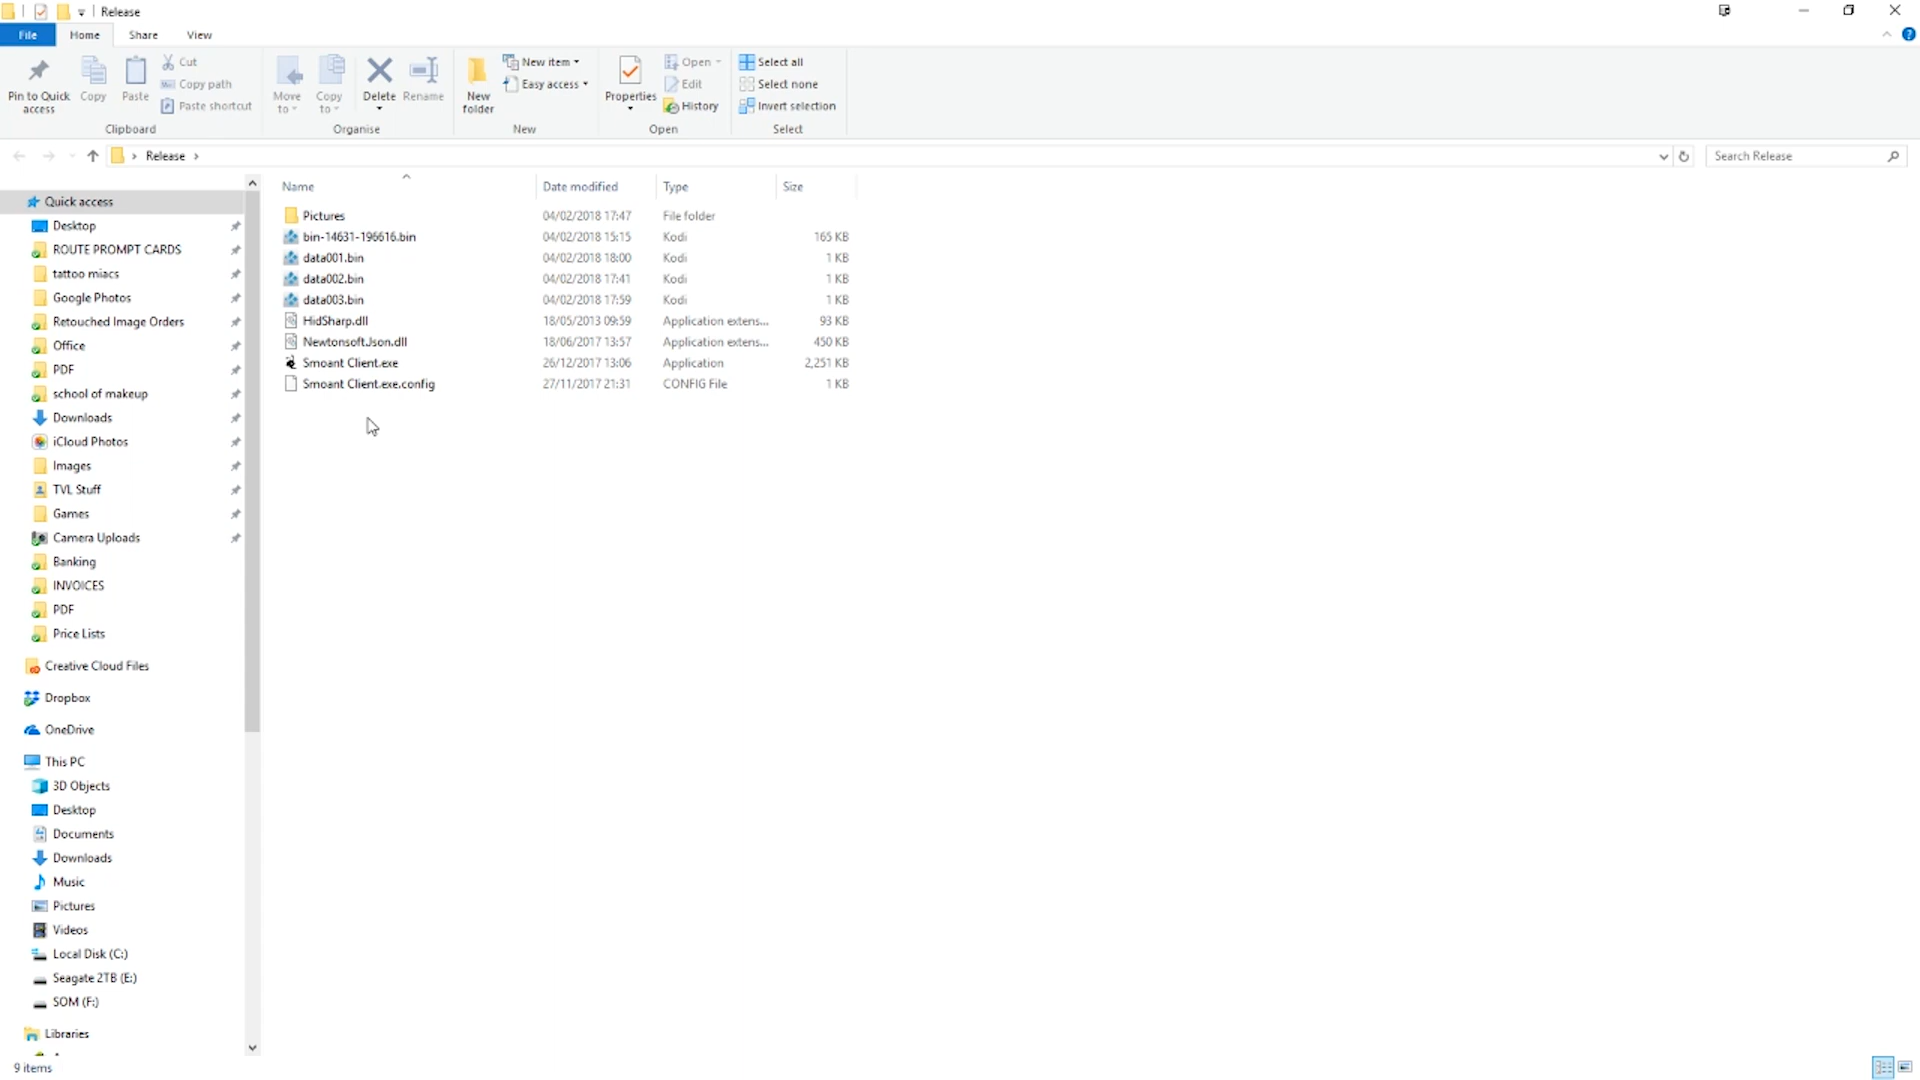 Release
File Home Share View
Pin to Quick access
Copy
Paste
Cut
Copy path
Paste shortcut
Clipboard
Move to
Copy to
Delete
Rename
Organise
New folder
New item
Easy access
New
Properties
Open
Edit
History
Open
Select all
Select none
Invert selection
Select
Release
Search Release
Name Date modified Type Size
Pictures 04/02/2018 17:47 File folder
bin-14631-196616.bin 04/02/2018 15:15 Kodi 165 KB
data001.bin 04/02/2018 18:00 Kodi 1 KB
data002.bin 04/02/2018 17:41 Kodi 1 KB
data003.bin 04/02/2018 17:59 Kodi 1 KB
HidSharp.dll 18/05/2013 09:59 Application extens... 93 KB
Newtonsoft.Json.dll 18/06/2017 13:57 Application extens... 450 KB
Smoant Client.exe 26/12/2017 13:06 Application 2,251 KB
Smoant Client.exe.config 27/11/2017 21:31 CONFIG File 1 KB
Quick access
Desktop
ROUTE PROMPT CARDS
tattoo miacs
Google Photos
Retouched Image Orders
Office
PDF
school of makeup
Downloads
iCloud Photos
Images
TVL Stuff
Games
Camera Uploads
Banking
INVOICES
PDF
Price Lists
Creative Cloud Files
Dropbox
OneDrive
This PC
3D Objects
Desktop
Documents
Downloads
Music
Pictures
Videos
Local Disk (C:)
Seagate 2TB (E:)
SOM (F:)
Libraries
9 items